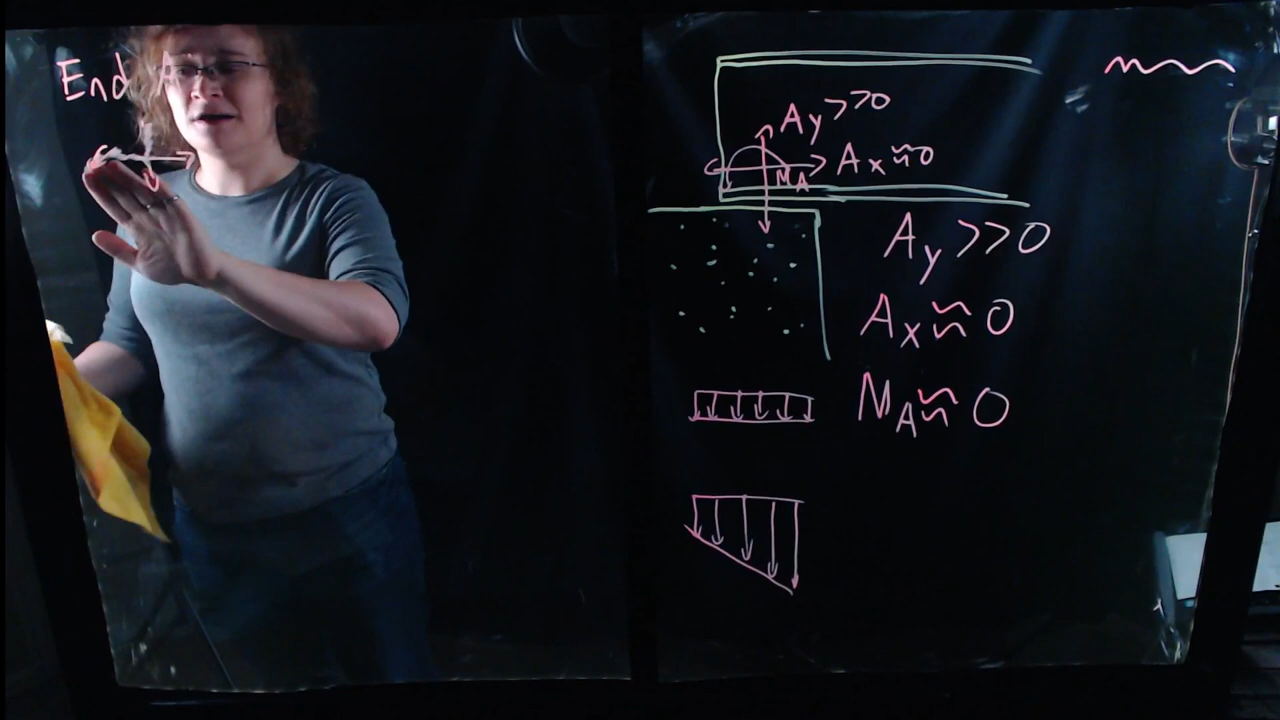 End
Ay >>0
Ax ≈0
MA
Ay >>0
Ax ≈ 0
MA ≈ 0